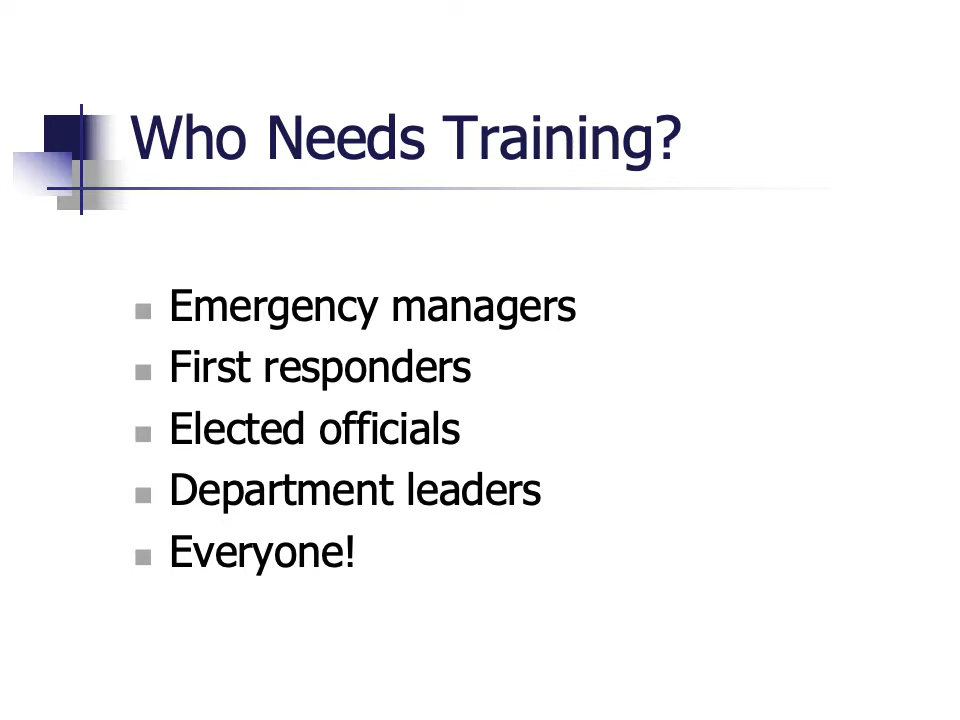 Who Needs Training?
Emergency managers
First responders
Elected officials
Department leaders
Everyone!